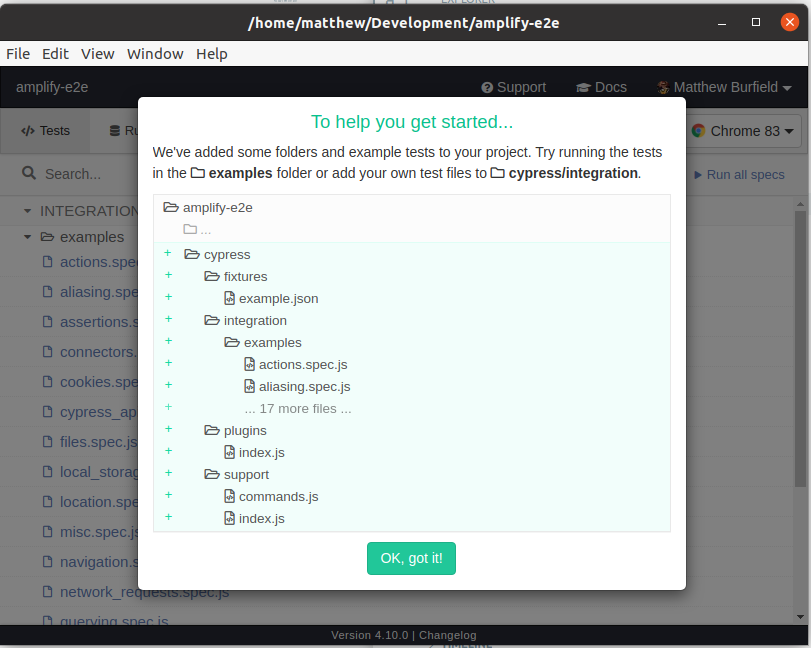 /home/matthew/Development/amplify-e2e
File Edit View Window Help
amplify-e2e Support Docs Matthew Burfield
Tests Ru Chrome 83
Search... Run all specs
To help you get started...
We've added some folders and example tests to your project. Try running the tests
in the examples folder or add your own test files to cypress/integration.
INTEGRATION
examples
actions.spec
aliasing.spe
assertions.s
connectors.
cookies.spe
cypress_ap
files.spec.js
local_storag
location.spe
misc.spec.js
navigation.s
network_requests.spec.js
querying.spec.js
amplify-e2e
...
+ cypress
+ fixtures
+ example.json
+ integration
+ examples
+ actions.spec.js
+ aliasing.spec.js
+ ... 17 more files ...
+ plugins
+ index.js
+ support
+ commands.js
+ index.js
OK, got it!
Version 4.10.0 | Changelog